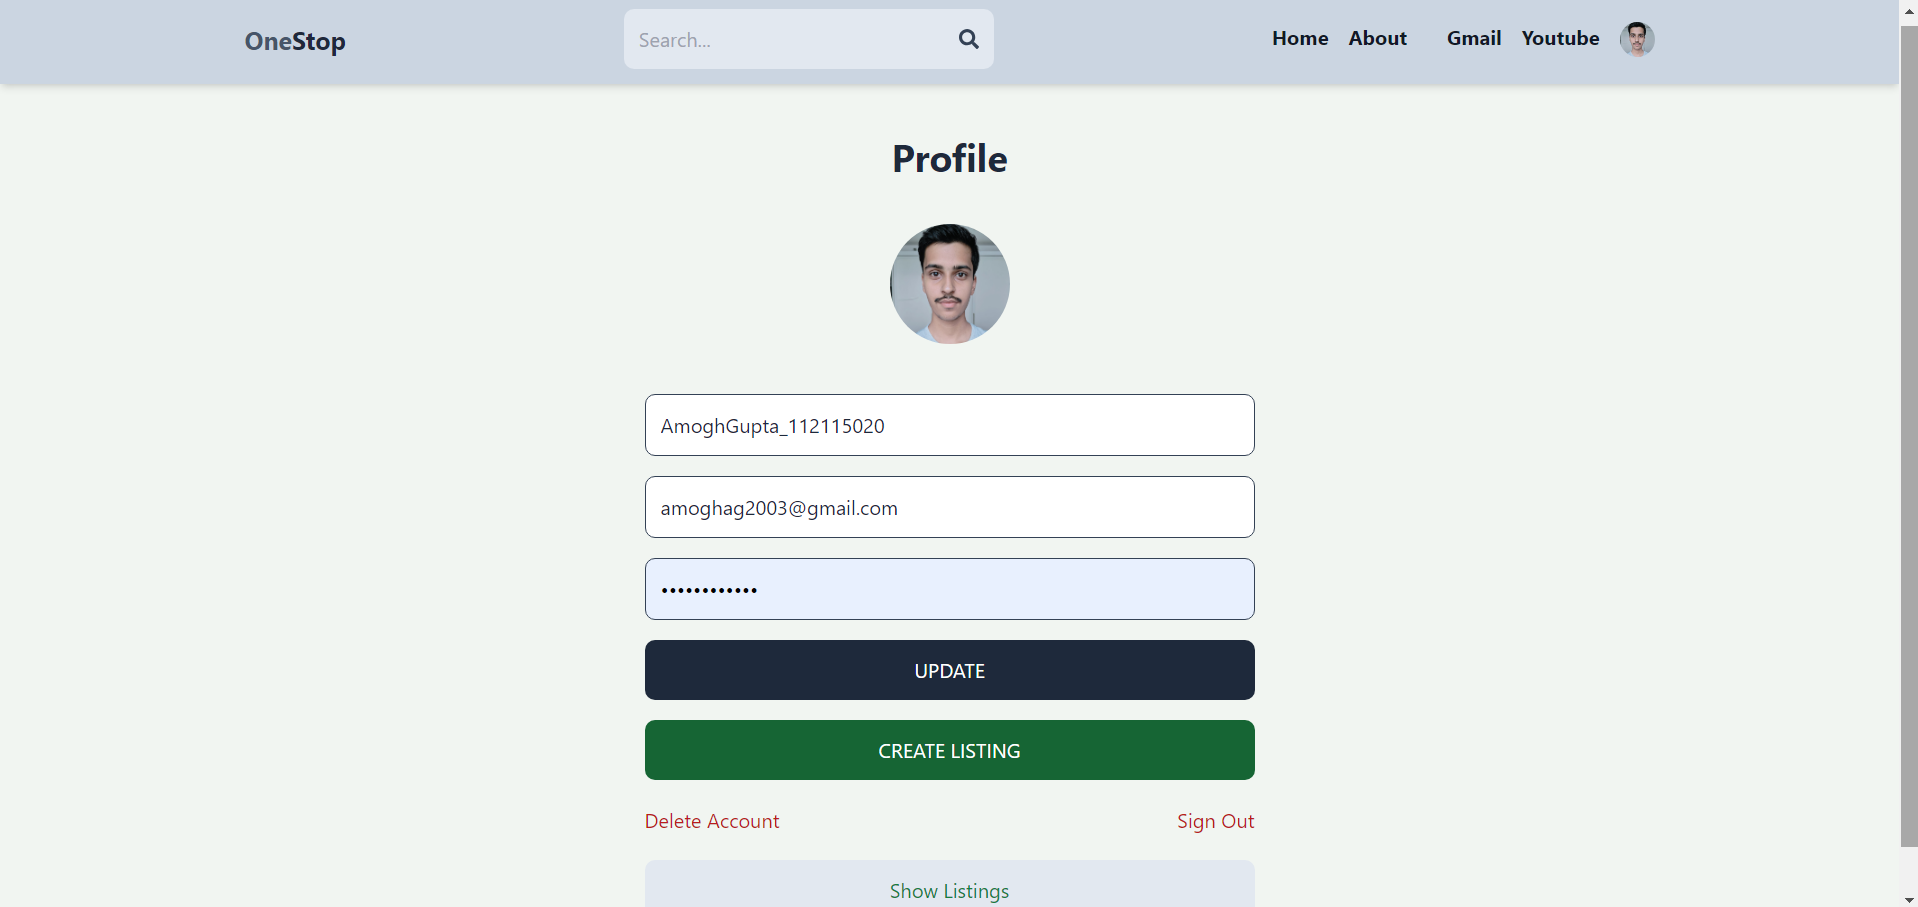 OneStop
Search...
Home About Gmail Youtube
Profile
AmoghGupta_112115020
amoghag2003@gmail.com
••••••••••••
UPDATE
CREATE LISTING
Delete Account Sign Out
Show Listings